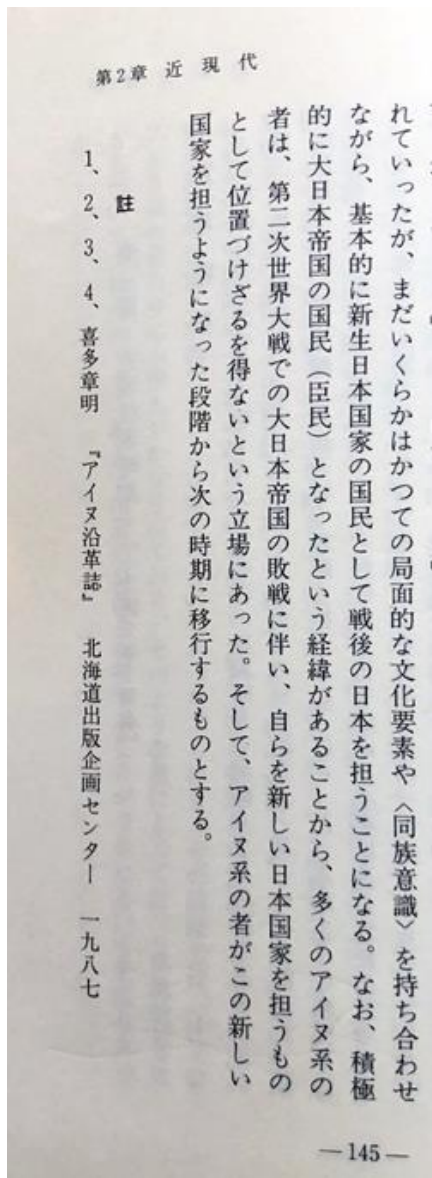 第2章 近現代
れていったが、まだいくらかはかつての局面的な文化要素や〈同族意識〉を持ち合わせ
ながら、基本的に新生日本国家の国民として戦後の日本を担うことになる。なお、積極
的に大日本帝国の国民（臣民）となったという経緯があることから、多くのアイヌ系の
者は、第二次世界大戦での大日本帝国の敗戦に伴い、自らを新しい日本国家を担うもの
として位置づけざるを得ないという立場にあった。そして、アイヌ系の者がこの新しい
国家を担うようになった段階から次の時期に移行するものとする。
註
1、2、3、4、喜多章明 『アイヌ沿革誌』 北海道出版企画センター 一九八七
—145—